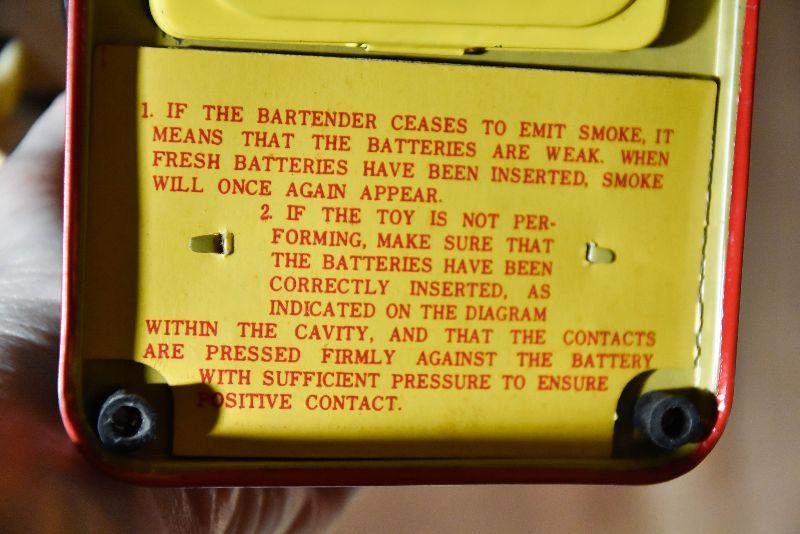 1. IF THE BARTENDER CEASES TO EMIT SMOKE, IT
MEANS THAT THE BATTERIES ARE WEAK. WHEN
FRESH BATTERIES HAVE BEEN INSERTED, SMOKE
WILL ONCE AGAIN APPEAR.
2. IF THE TOY IS NOT PER-
FORMING, MAKE SURE THAT
THE BATTERIES HAVE BEEN
CORRECTLY INSERTED, AS
INDICATED ON THE DIAGRAM
WITHIN THE CAVITY, AND THAT THE CONTACTS
ARE PRESSED FIRMLY AGAINST THE BATTERY
WITH SUFFICIENT PRESSURE TO ENSURE
POSITIVE CONTACT.